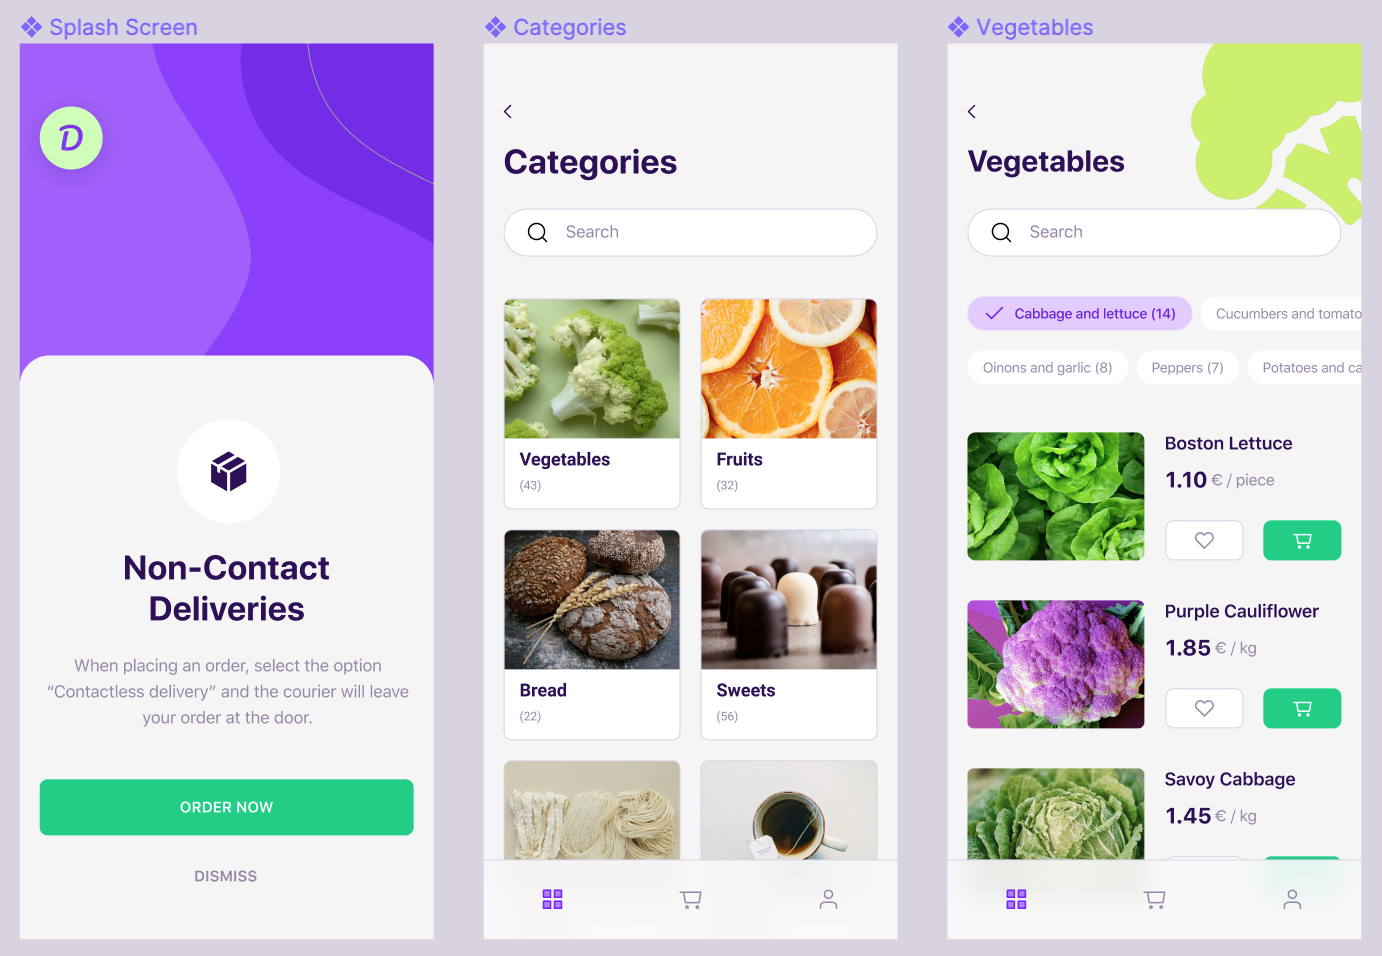 Splash Screen
D
Non-Contact
Deliveries
When placing an order, select the option
“Contactless delivery” and the courier will leave
your order at the door.
ORDER NOW
DISMISS
Categories
Categories
Search
Vegetables
(43)
Fruits
(32)
Bread
(22)
Sweets
(56)
Vegetables
Vegetables
Search
Cabbage and lettuce (14)
Cucumbers and tomato
Oinons and garlic (8)
Peppers (7)
Potatoes and ca
Boston Lettuce
1.10 € / piece
Purple Cauliflower
1.85 € / kg
Savoy Cabbage
1.45 € / kg